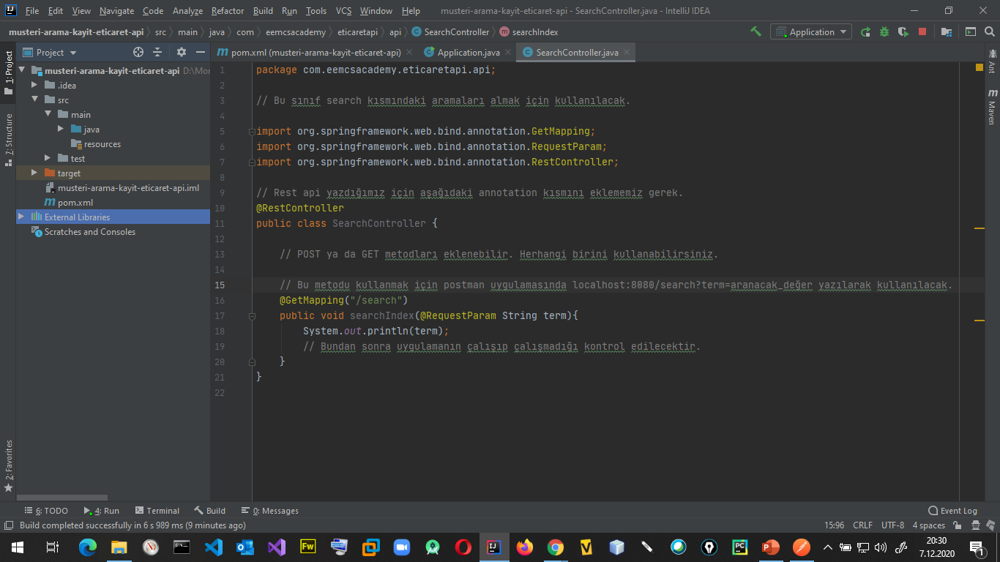 File Edit View Navigate Code Analyze Refactor Build Run Tools VCS Window Help musteri-arama-kayit-eticaret-api - SearchController.java - IntelliJ IDEA
musteri-arama-kayit-eticaret-api src main java com eemcsacademy eticaretapi api SearchController searchIndex Application
Project
pom.xml (musteri-arama-kayit-eticaret-api) Application.java SearchController.java
1: Project
7: Structure
2: Favorites
musteri-arama-kayit-eticaret-api D:\Mor
.idea
src
main
java
resources
test
target
musteri-arama-kayit-eticaret-api.iml
pom.xml
External Libraries
Scratches and Consoles
1 package com.eemcsacademy.eticaretapi.api;
2
3 // Bu sınıf search kısmındaki aramaları almak için kullanılacak.
4
5 import org.springframework.web.bind.annotation.GetMapping;
6 import org.springframework.web.bind.annotation.RequestParam;
7 import org.springframework.web.bind.annotation.RestController;
8
9 // Rest api yazdığımız için aşağıdaki annotation kısmını eklememiz gerek.
10 @RestController
11 public class SearchController {
12
13 // POST ya da GET metodları eklenebilir. Herhangi birini kullanabilirsiniz.
14
15 // Bu metodu kullanmak için postman uygulamasında localhost:8080/search?term=aranacak_değer yazılarak kullanılacak.
16 @GetMapping("/search")
17 public void searchIndex(@RequestParam String term){
18 System.out.println(term);
19 // Bundan sonra uygulamanın çalışıp çalışmadığı kontrol edilecektir.
20 }
21 }
22
Ant
Maven
6: TODO 4: Run Terminal Build 0: Messages Event Log
Build completed successfully in 6 s 989 ms (9 minutes ago) 15:96 CRLF UTF-8 4 spaces
Fw
IJ
PC
P
20:30
7.12.2020
1